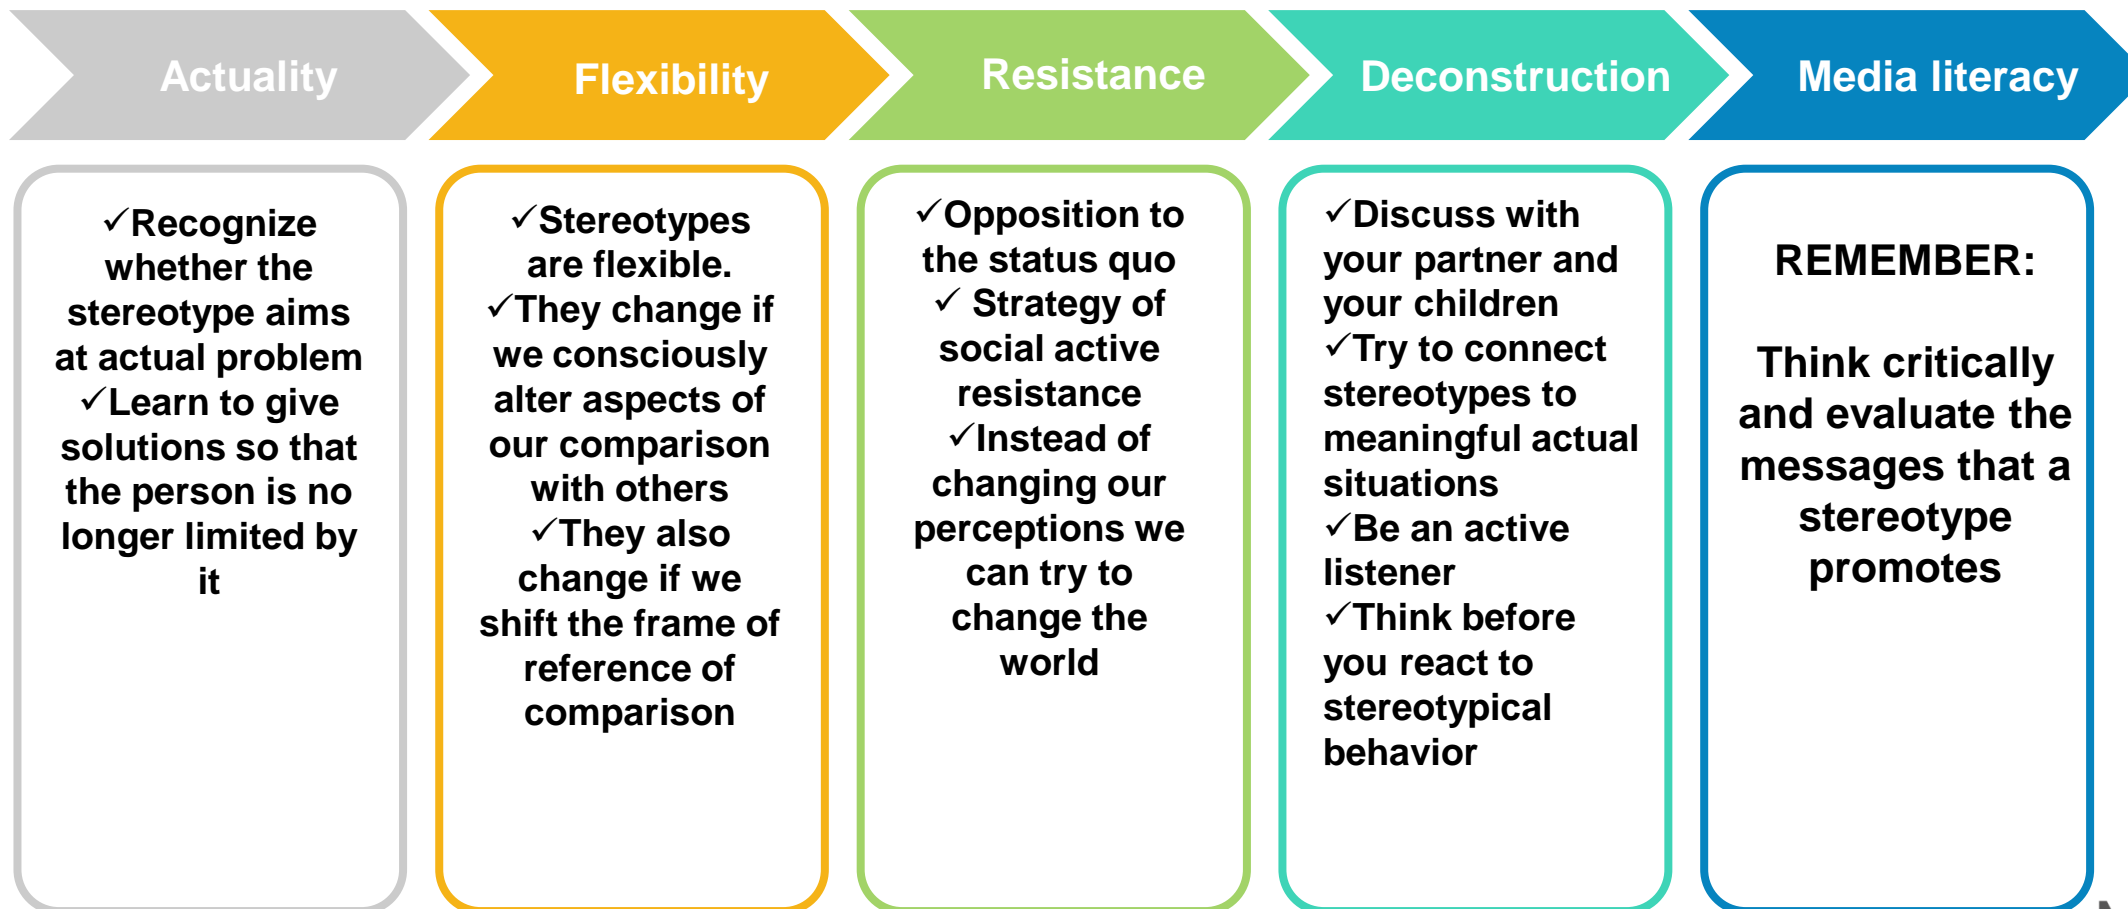 Actuality
Flexibility
Resistance
Deconstruction
Media literacy
✓Recognize
whether the
stereotype aims
at actual problem
✓Learn to give
solutions so that
the person is no
longer limited by
it
✓Stereotypes
are flexible.
✓They change if
we consciously
alter aspects of
our comparison
with others
✓They also
change if we
shift the frame of
reference of
comparison
✓Opposition to
the status quo
✓ Strategy of
social active
resistance
✓Instead of
changing our
perceptions we
can try to
change the
world
✓Discuss with
your partner and
your children
✓Try to connect
stereotypes to
meaningful actual
situations
✓Be an active
listener
✓Think before
you react to
stereotypical
behavior
REMEMBER:
Think critically
and evaluate the
messages that a
stereotype
promotes